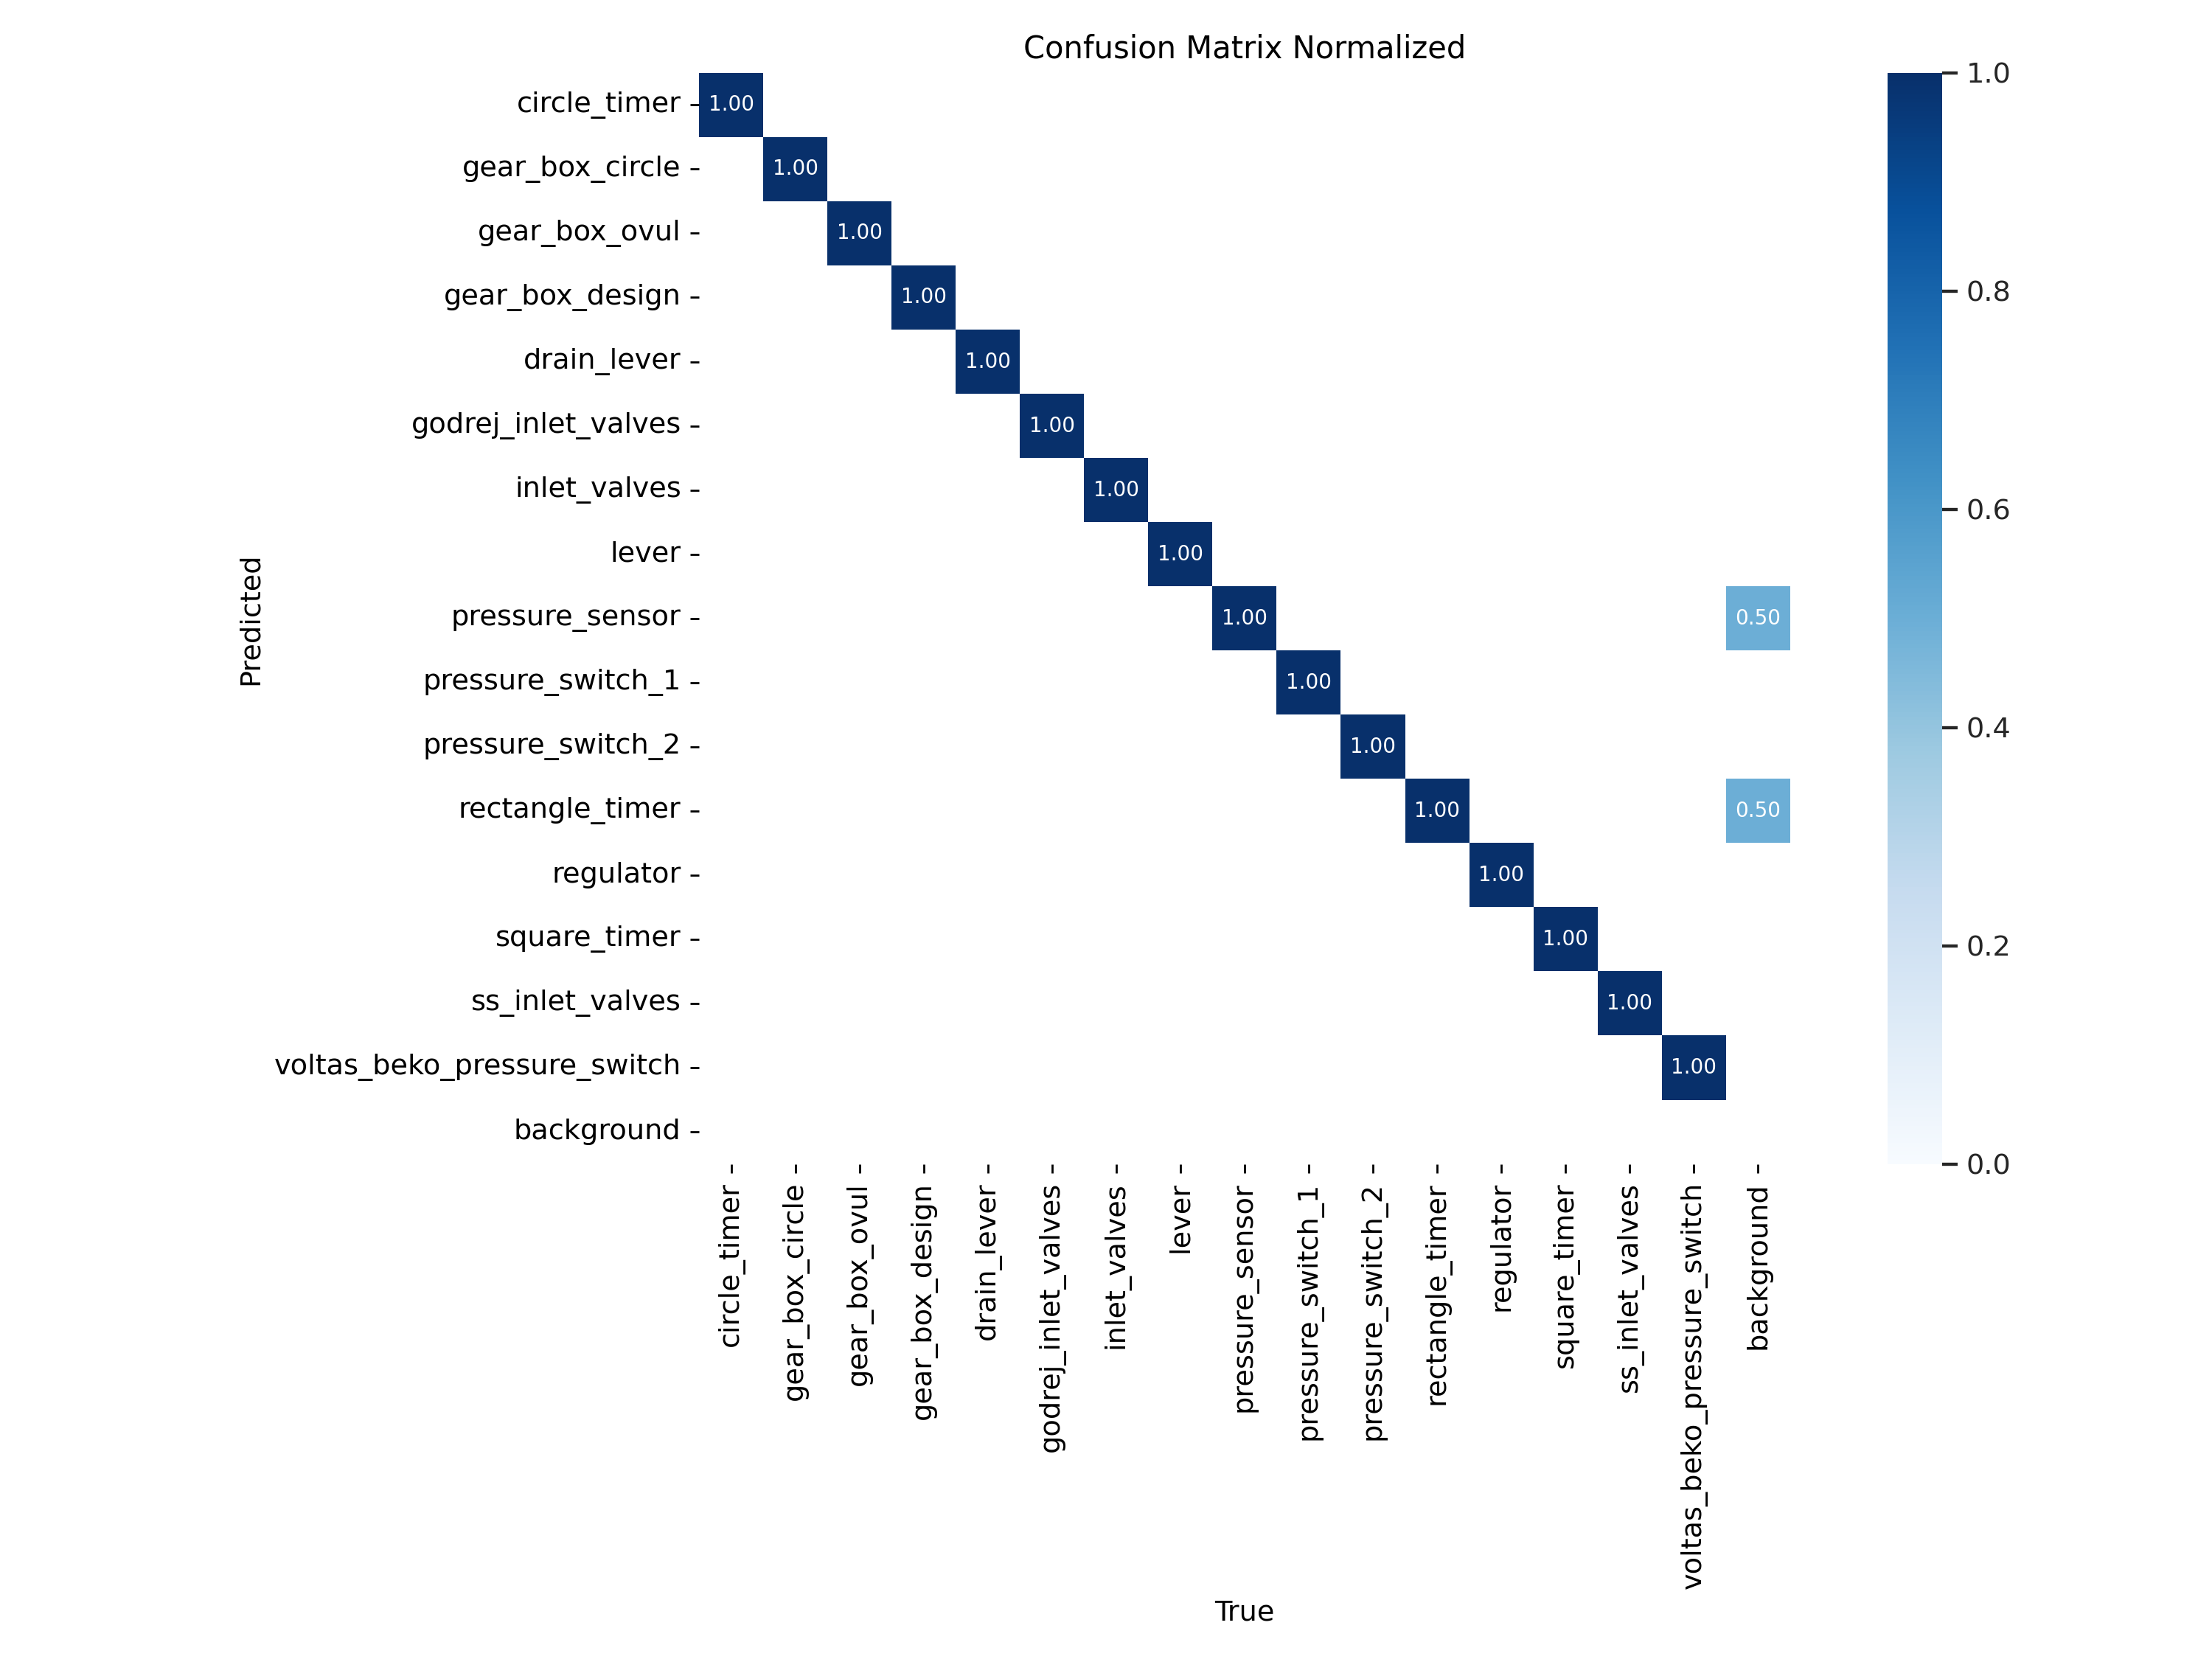 Confusion Matrix Normalized
circle_timer
gear_box_circle
gear_box_ovul
gear_box_design
drain_lever
godrej_inlet_valves
inlet_valves
lever
pressure_sensor
pressure_switch_1
pressure_switch_2
rectangle_timer
regulator
square_timer
ss_inlet_valves
voltas_beko_pressure_switch
background
Predicted
1.00
1.00
1.00
1.00
1.00
1.00
1.00
1.00
1.00 0.50
1.00
1.00
1.00 0.50
1.00
1.00
1.00
1.00
1.0
0.8
0.6
0.4
0.2
0.0
circle_timer
gear_box_circle
gear_box_ovul
gear_box_design
drain_lever
godrej_inlet_valves
inlet_valves
lever
pressure_sensor
pressure_switch_1
pressure_switch_2
rectangle_timer
regulator
square_timer
ss_inlet_valves
voltas_beko_pressure_switch
background
True